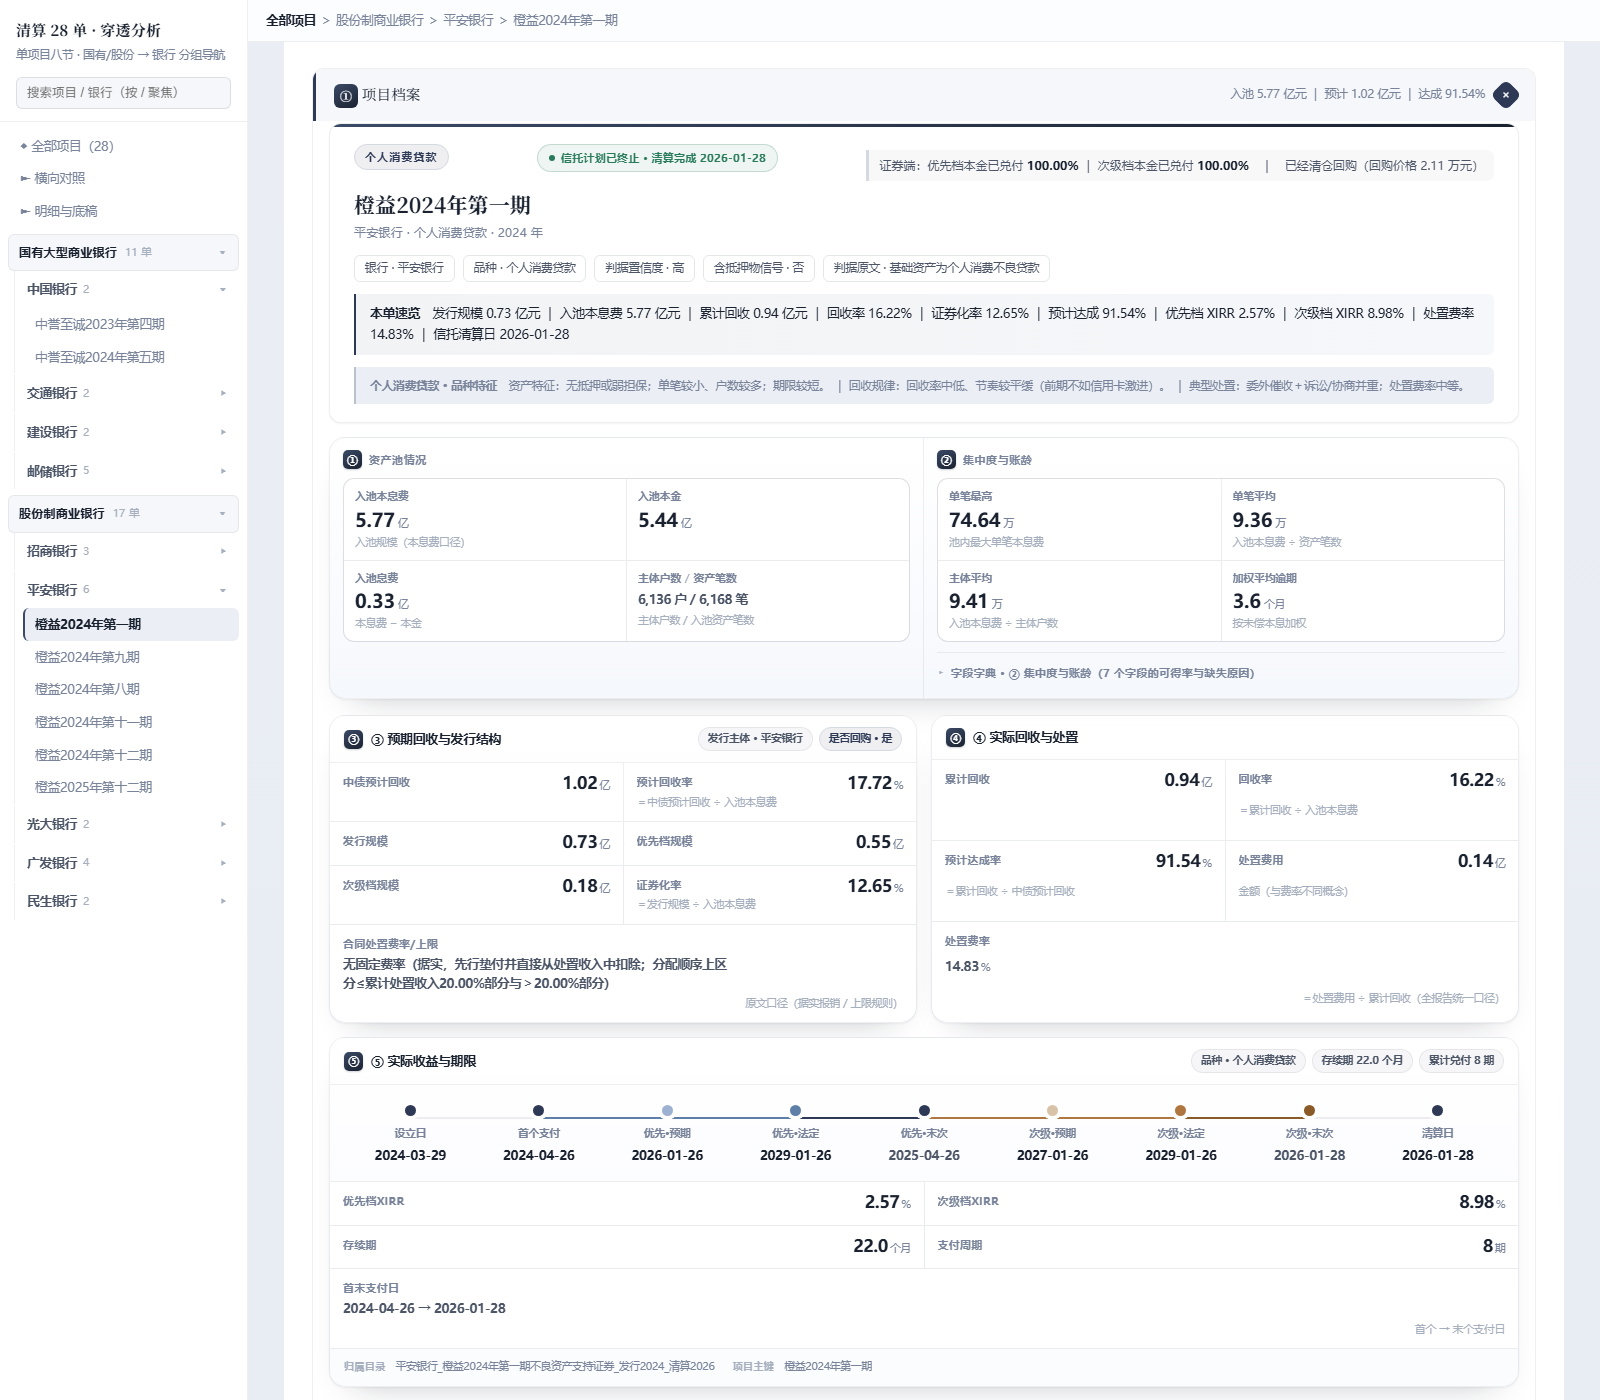 清算 28 单 · 穿透分析
单项目八节 · 国有/股份 → 银行 分组导航
搜索项目 / 银行（按 / 聚焦）
全部项目（28）
横向对照
明细与底稿
国有大型商业银行 11 单
中国银行 2
中誉至诚2023年第四期
中誉至诚2024年第五期
交通银行 2
建设银行 2
邮储银行 5
股份制商业银行 17 单
招商银行 3
平安银行 6
橙益2024年第一期
橙益2024年第九期
橙益2024年第八期
橙益2024年第十一期
橙益2024年第十二期
橙益2025年第十二期
光大银行 2
广发银行 4
民生银行 2
全部项目 > 股份制商业银行 > 平安银行 > 橙益2024年第一期
① 项目档案
入池 5.77 亿元 | 预计 1.02 亿元 | 达成 91.54%
个人消费贷款
信托计划已终止 • 清算完成 2026-01-28
证券端：优先档本金已兑付 100.00% | 次级档本金已兑付 100.00% | 已经清仓回购（回购价格 2.11 万元）
橙益2024年第一期
平安银行 · 个人消费贷款 · 2024 年
银行 · 平安银行
品种 · 个人消费贷款
判据置信度 · 高
含抵押物信号 · 否
判据原文 · 基础资产为个人消费不良贷款
本单速览 发行规模 0.73 亿元 | 入池本息费 5.77 亿元 | 累计回收 0.94 亿元 | 回收率 16.22% | 证券化率 12.65% | 预计达成 91.54% | 优先档 XIRR 2.57% | 次级档 XIRR 8.98% | 处置费率
14.83% | 信托清算日 2026-01-28
个人消费贷款 • 品种特征 资产特征：无抵押或弱担保；单笔较小、户数较多；期限较短。 | 回收规律：回收率中低、节奏较平缓（前期不如信用卡激进）。 | 典型处置：委外催收 + 诉讼/协商并重；处置费率中等。
① 资产池情况
入池本息费
5.77 亿
入池规模（本息费口径）
入池本金
5.44 亿
入池息费
0.33 亿
本息费 − 本金
主体户数 / 资产笔数
6,136 户 / 6,168 笔
主体户数 / 入池资产笔数
② 集中度与账龄
单笔最高
74.64 万
池内最大单笔本息费
单笔平均
9.36 万
入池本息费 ÷ 资产笔数
主体平均
9.41 万
入池本息费 ÷ 主体户数
加权平均逾期
3.6 个月
按未偿本息加权
字段字典 • ② 集中度与账龄（7 个字段的可得率与缺失原因）
③ ③ 预期回收与发行结构
发行主体 • 平安银行
是否回购 • 是
中债预计回收 1.02 亿
预计回收率 17.72 %
= 中债预计回收 ÷ 入池本息费
发行规模 0.73 亿
优先档规模 0.55 亿
次级档规模 0.18 亿
证券化率 12.65 %
= 发行规模 ÷ 入池本息费
合同处置费率/上限
无固定费率（据实，先行垫付并直接从处置收入中扣除；分配顺序上区
分≤累计处置收入20.00%部分与＞20.00%部分）
原文口径（据实报销 / 上限规则）
④ ④ 实际回收与处置
累计回收 0.94 亿
回收率 16.22 %
= 累计回收 ÷ 入池本息费
预计达成率 91.54 %
= 累计回收 ÷ 中债预计回收
处置费用 0.14 亿
金额（与费率不同概念）
处置费率
14.83 %
= 处置费用 ÷ 累计回收（全报告统一口径）
⑤ ⑤ 实际收益与期限
品种 • 个人消费贷款
存续期 22.0 个月
累计兑付 8 期
设立日
2024-03-29
首个支付
2024-04-26
优先•预期
2026-01-26
优先•法定
2029-01-26
优先•末次
2025-04-26
次级•预期
2027-01-26
次级•法定
2029-01-26
次级•末次
2026-01-28
清算日
2026-01-28
优先档XIRR 2.57 %
次级档XIRR 8.98 %
存续期 22.0 个月
支付周期 8 期
首末支付日
2024-04-26 → 2026-01-28
首个 → 末个支付日
归属目录 平安银行_橙益2024年第一期不良资产支持证券_发行2024_清算2026 项目主键 橙益2024年第一期